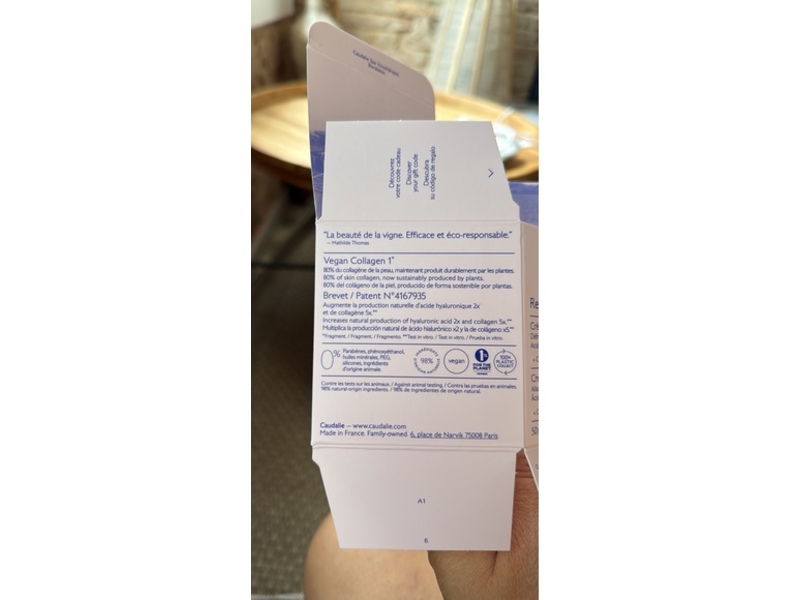 Caudalie
Bordeaux
Découvrez
votre code cadeau
Discover
your gift code
Descubra
su código de regalo
"La beauté de la vigne. Efficace et éco-responsable."
— Mathilde Thomas
Vegan Collagen 1*
80% du collagène de la peau, maintenant produit durablement par les plantes.
80% of skin collagen, now sustainably produced by plants.
80% del colágeno de la piel, producido de forma sostenible por plantas.
Brevet / Patent N°4167935
Augmente la production naturelle d'acide hyaluronique 2x
et de collagène 5x.**
Increases natural production of hyaluronic acid 2x and collagen 5x.**
Multiplica la producción natural de ácido hialurónico x2 y la de colágeno x5.**
*Fragment / Fragment / Fragmento. **Test in vitro / Test in vitro / Prueba in vitro.
0%
Parabènes, phénoxyéthanol,
huiles minérales, PEG,
silicones, ingrédients
d'origine animale.
98%
vegan
1%
FOR THE
PLANET
100%
PLASTIC
COLLECT
Contre les tests sur les animaux. / Against animal testing. / Contra las pruebas en animales.
98% natural-origin ingredients. / 98% de ingredientes de origen natural.
Caudalie — www.caudalie.com
Made in France. Family-owned. 6, place de Narvik 75008 Paris
A1
6